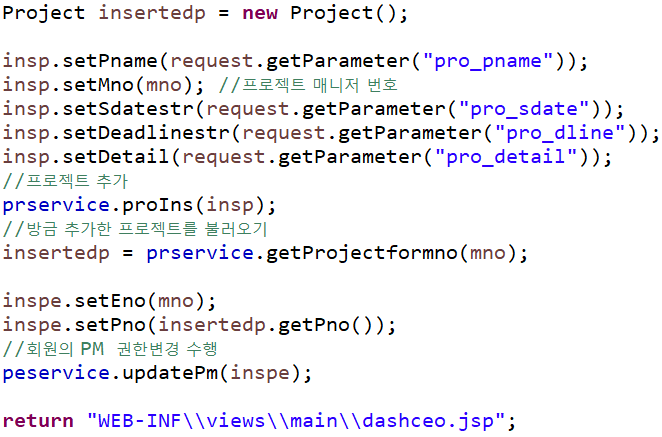 Project insertedp = new Project();
insp.setPname(request.getParameter("pro_pname"));
insp.setMno(mno); //프로젝트 매니저 번호
insp.setSdatestr(request.getParameter("pro_sdate"));
insp.setDeadlinestr(request.getParameter("pro_dline"));
insp.setDetail(request.getParameter("pro_detail"));
//프로젝트 추가
prservice.proIns(insp);
//방금 추가한 프로젝트를 불러오기
insertedp = prservice.getProjectformno(mno);
inspe.setEno(mno);
inspe.setPno(insertedp.getPno());
//회원의 PM 권한변경 수행
peservice.updatePm(inspe);
return "WEB-INF\\views\\main\\dashceo.jsp";